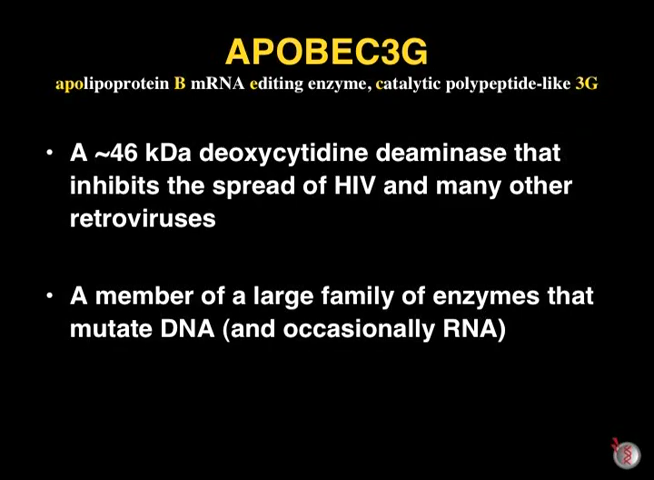 APOBEC3G
apolipoprotein B mRNA editing enzyme, catalytic polypeptide-like 3G
• A ~46 kDa deoxycytidine deaminase that
inhibits the spread of HIV and many other
retroviruses
• A member of a large family of enzymes that
mutate DNA (and occasionally RNA)